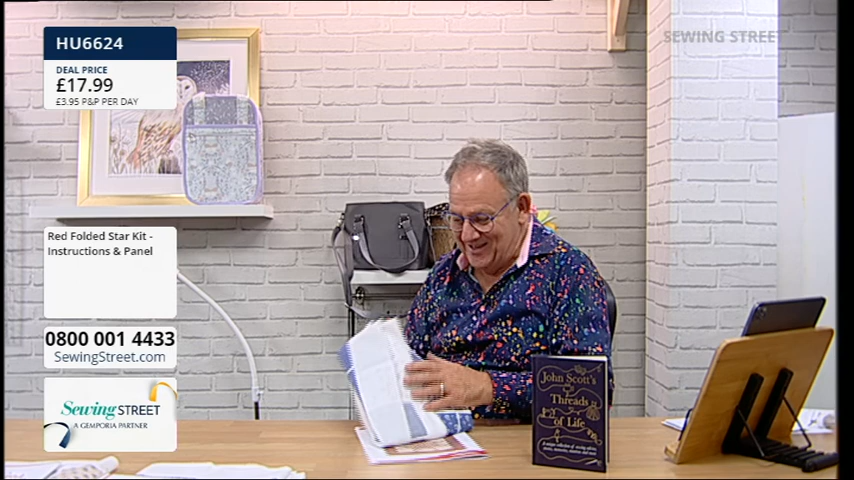 HU6624
DEAL PRICE
£17.99
£3.95 P&P PER DAY
SEWING STREET
Red Folded Star Kit -
Instructions & Panel
0800 001 4433
SewingStreet.com
Sewing STREET
A GEMPORIA PARTNER
John Scott's
Threads
of Life